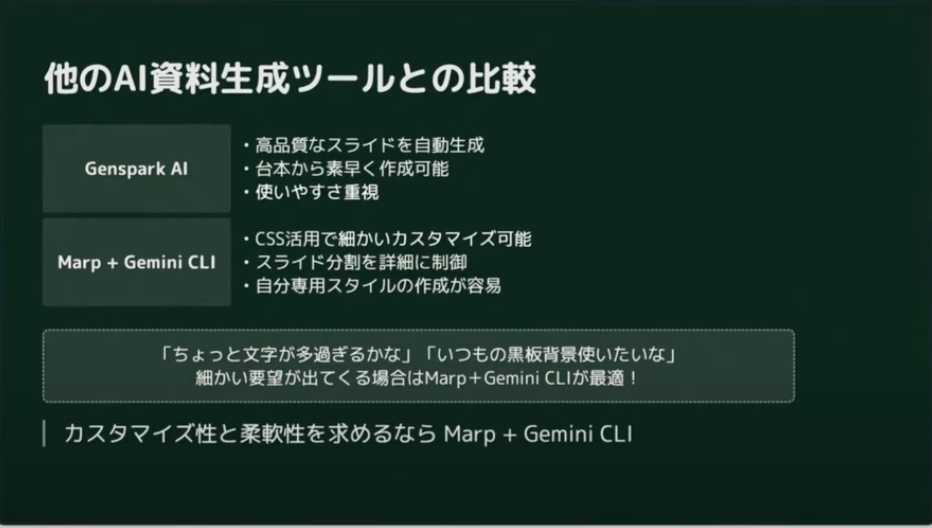 他のAI資料生成ツールとの比較
Genspark AI
・高品質なスライドを自動生成
・台本から素早く作成可能
・使いやすさ重視
Marp + Gemini CLI
・CSS活用で細かいカスタマイズ可能
・スライド分割を詳細に制御
・自分専用スタイルの作成が容易
「ちょっと文字が多過ぎるかな」「いつもの黒板背景使いたいな」
細かい要望が出てくる場合はMarp＋Gemini CLIが最適！
カスタマイズ性と柔軟性を求めるなら Marp + Gemini CLI